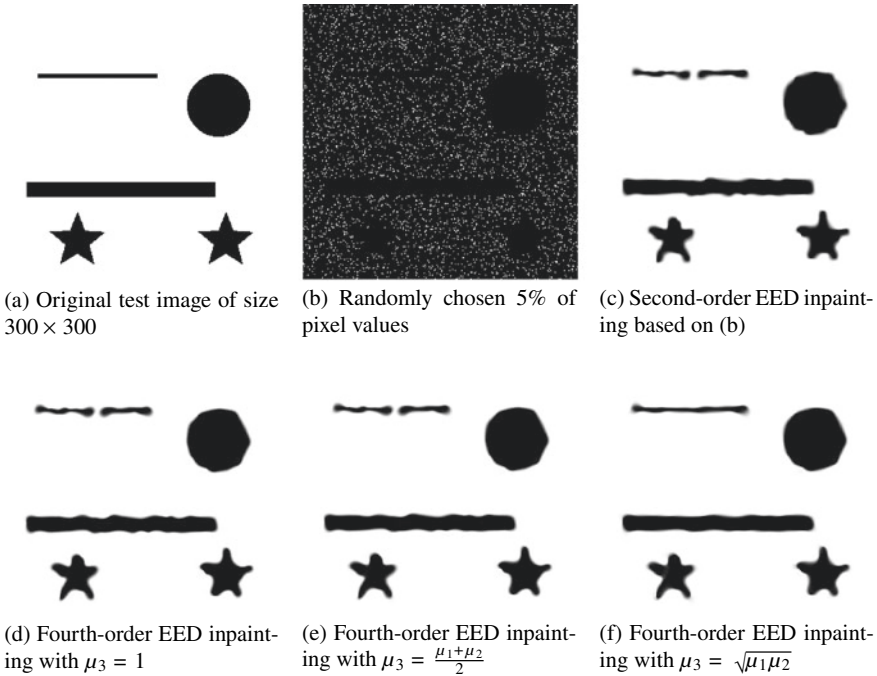 (a) Original test image of size
300 × 300
(b) Randomly chosen 5% of
pixel values
(c) Second-order EED inpaint-
ing based on (b)
(d) Fourth-order EED inpaint-
ing with μ₃ = 1
(e) Fourth-order EED inpaint-
ing with μ₃ = (μ₁+μ₂)/2
(f) Fourth-order EED inpaint-
ing with μ₃ = √μ₁μ₂